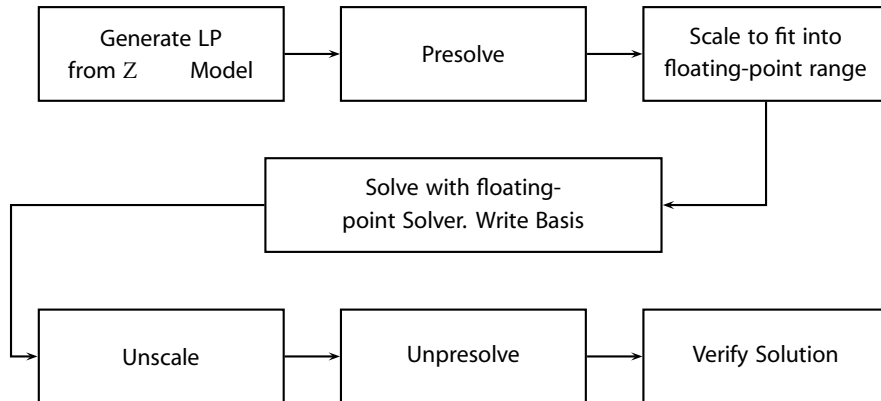 Generate LP
from Z Model
Presolve
Scale to fit into
floating-point range
Solve with floating-
point Solver. Write Basis
Unscale
Unpresolve
Verify Solution